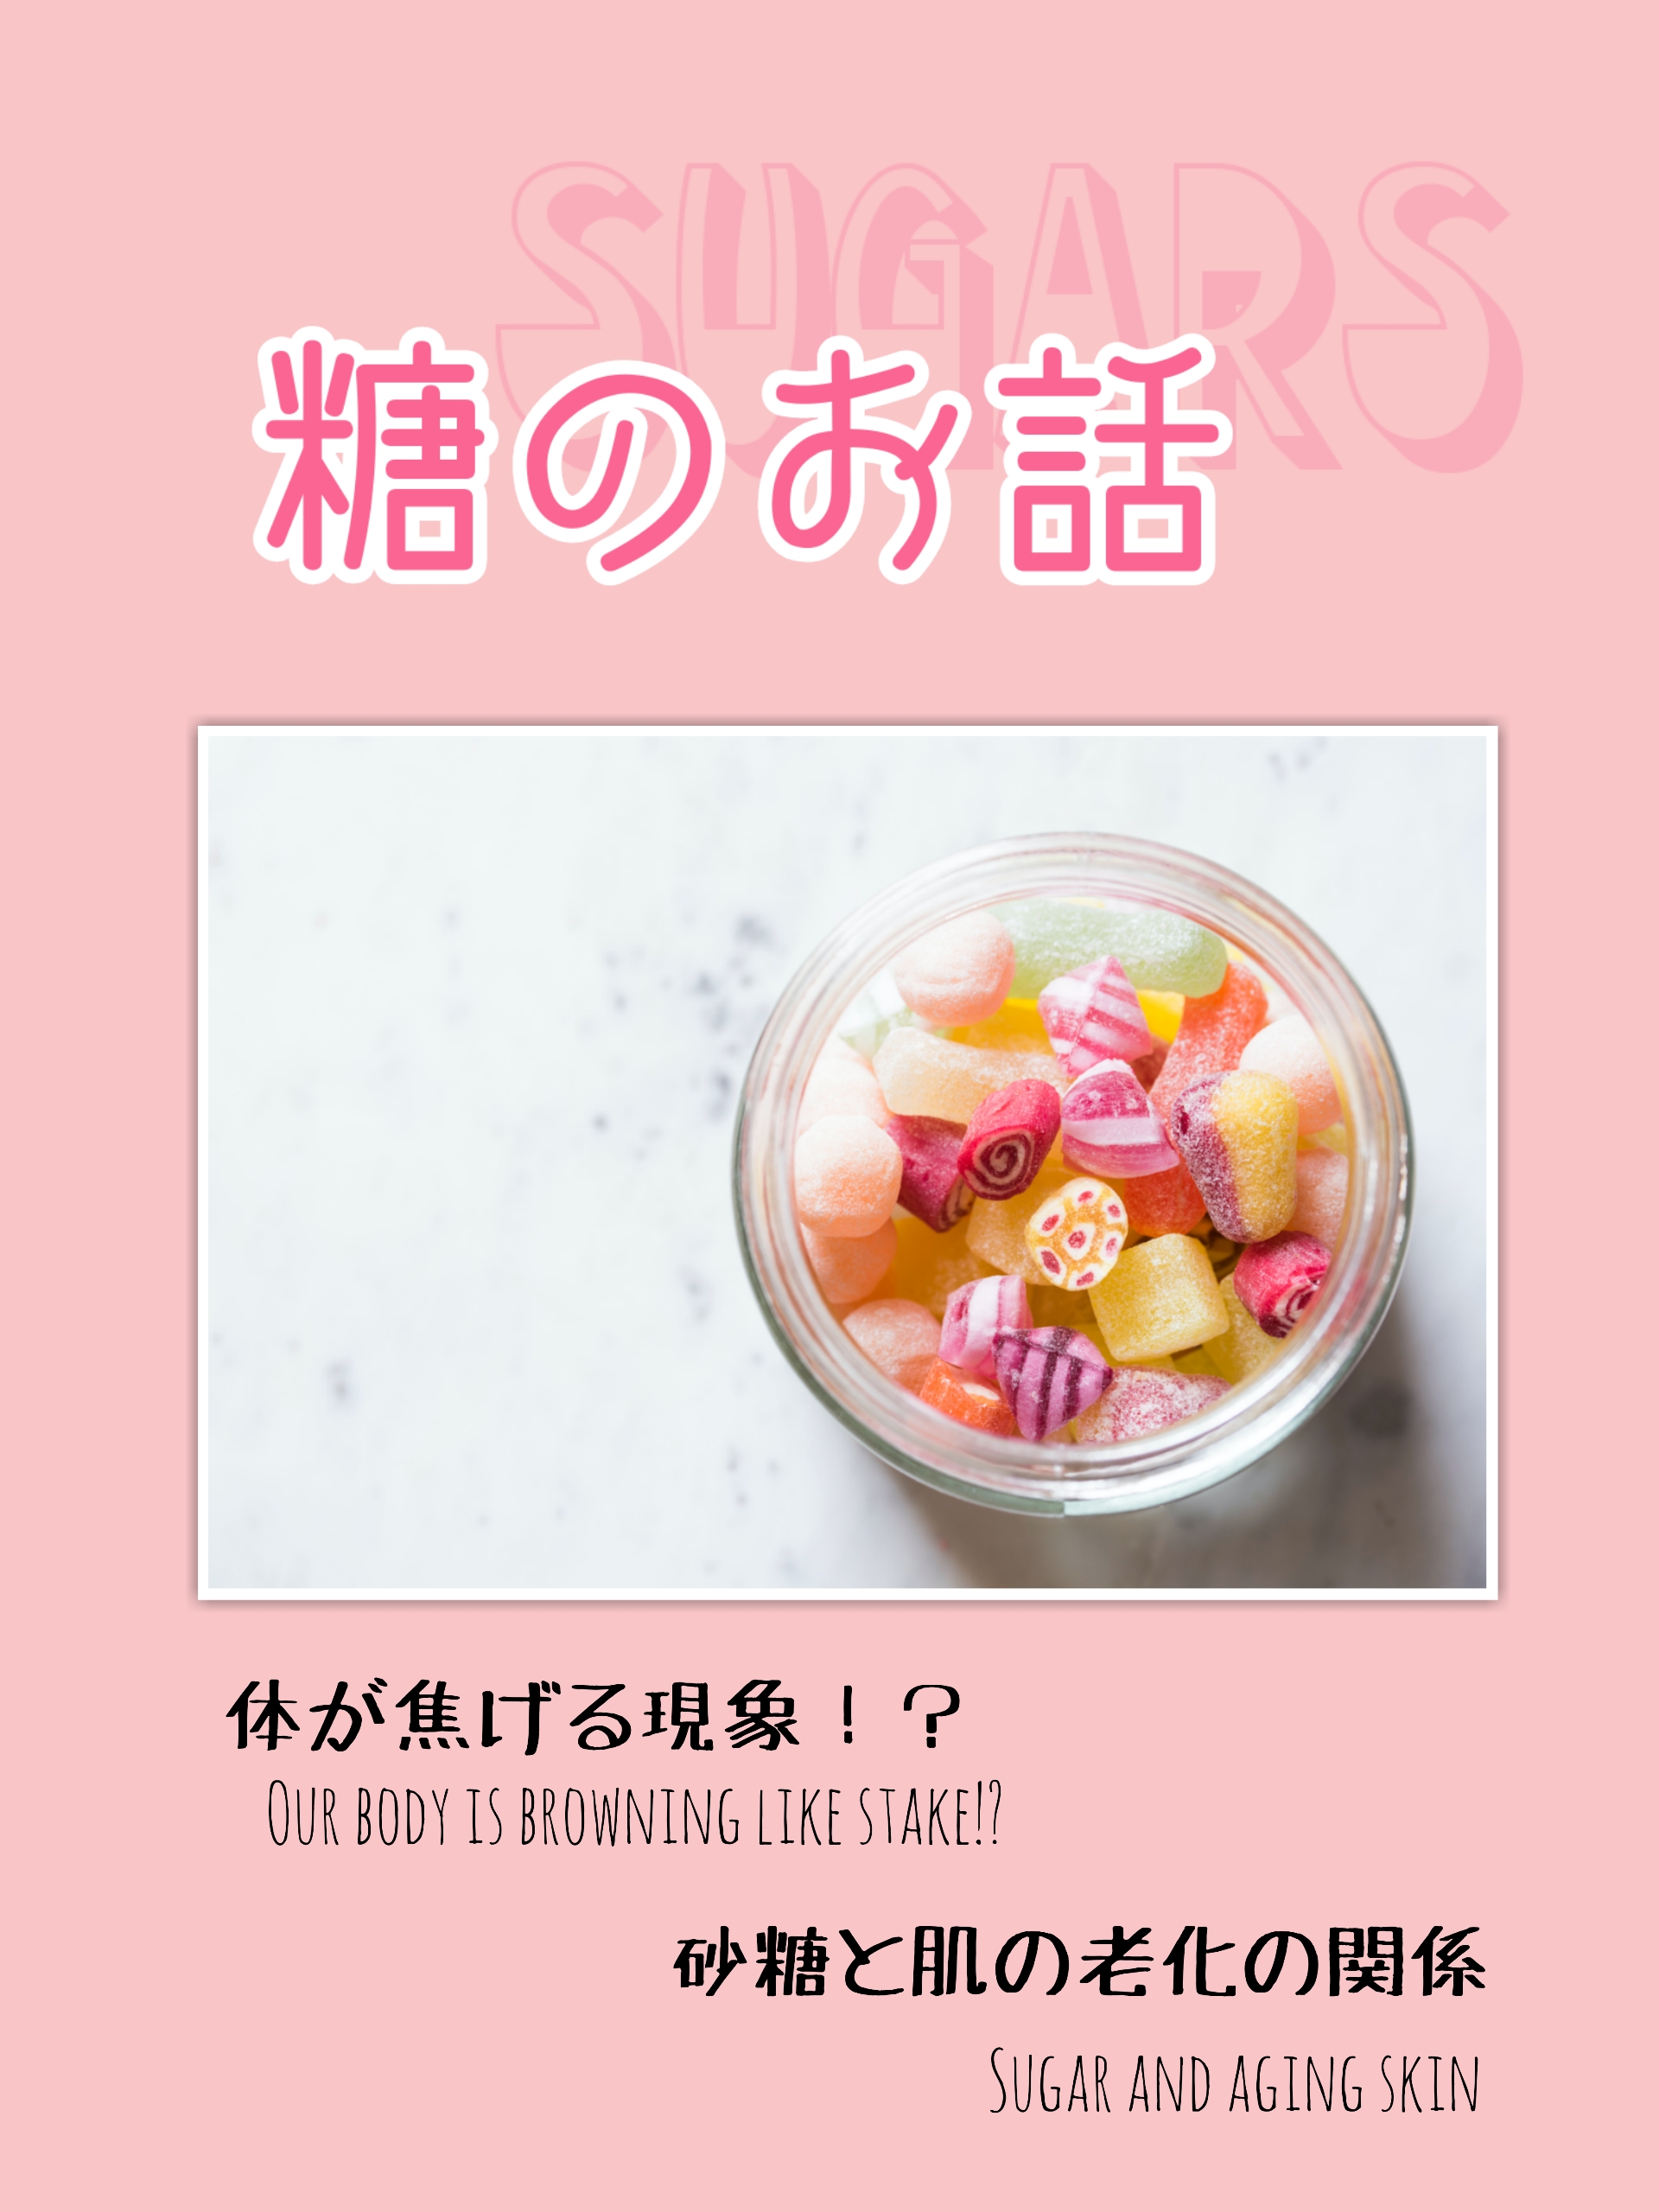 SUGARS
糖のお話
体が焦げる現象！？
OUR BODY IS BROWNING LIKE STAKE!?
砂糖と肌の老化の関係
SUGAR AND AGING SKIN